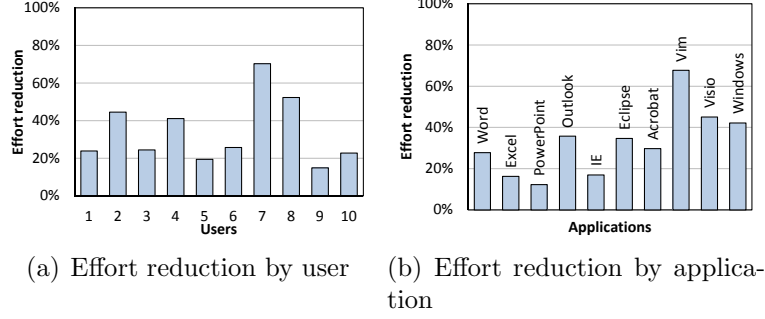 100%
80%
60%
40%
20%
0%
Effort reduction
1 2 3 4 5 6 7 8 9 10
Users
(a) Effort reduction by user
100%
80%
60%
40%
20%
0%
Effort reduction
Word
Excel
PowerPoint
Outlook
IE
Eclipse
Acrobat
Vim
Visio
Windows
Applications
(b) Effort reduction by applica-
tion